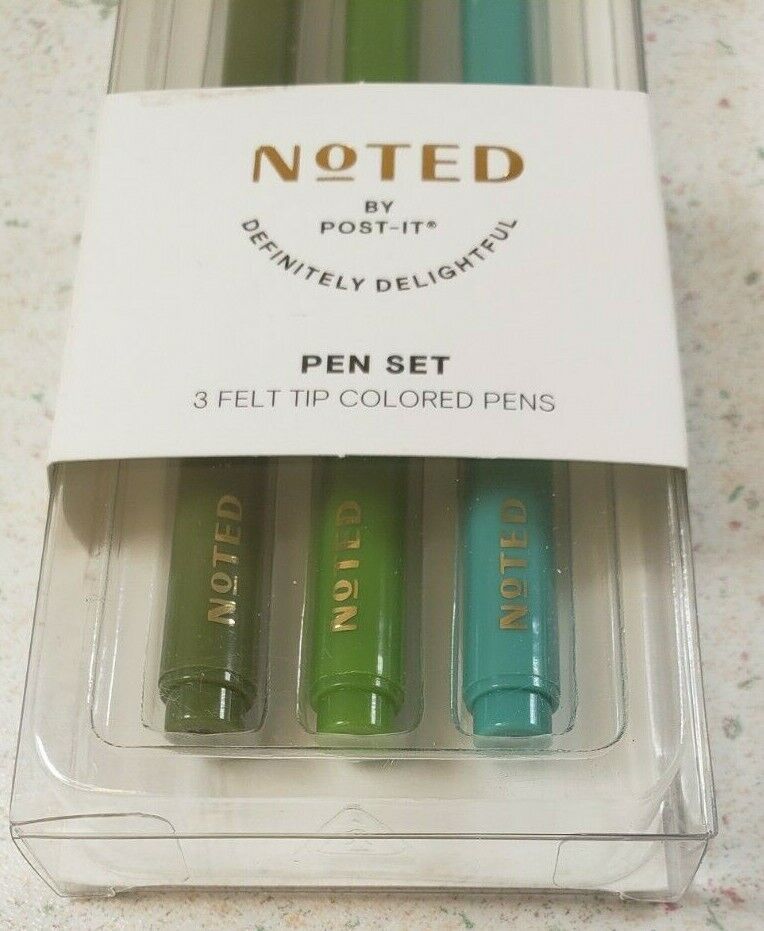 NOTED
BY
POST-IT®
DEFINITELY DELIGHTFUL
PEN SET
3 FELT TIP COLORED PENS
NOTED
NOTED
NOTED